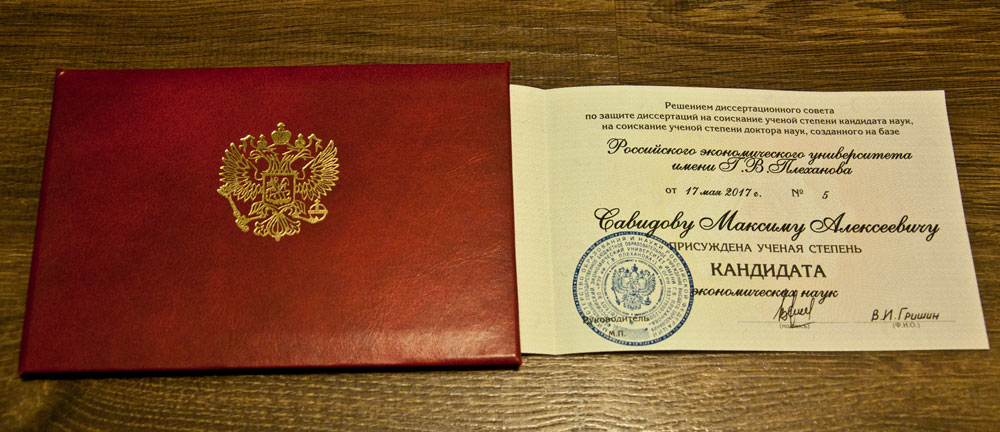 Решением диссертационного совета
по защите диссертаций на соискание ученой степени кандидата наук,
на соискание ученой степени доктора наук, созданного на базе
Российского экономического университета
имени Г.В.Плеханова
от 17 мая 2017 г. № 5
Савидову Максиму Алексеевичу
ПРИСУЖДЕНА УЧЕНАЯ СТЕПЕНЬ
КАНДИДАТА
экономических наук
Руководитель
В.И.Гришин
М.П.
(подпись)
(Ф.И.О.)